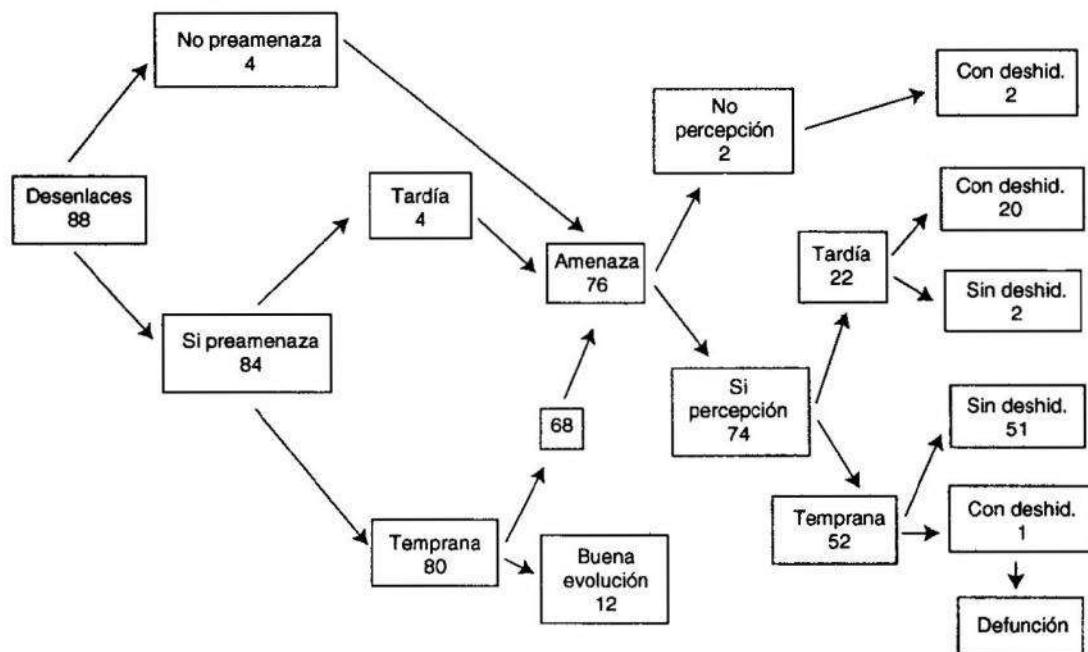 No preamenaza
4
Desenlaces
88
Si preamenaza
84
Tardía
4
Temprana
80
68
Buena
evolución
12
Amenaza
76
No
percepción
2
Si
percepción
74
Tardía
22
Temprana
52
Con deshid.
2
Con deshid.
20
Sin deshid.
2
Sin deshid.
51
Con deshid.
1
Defunción